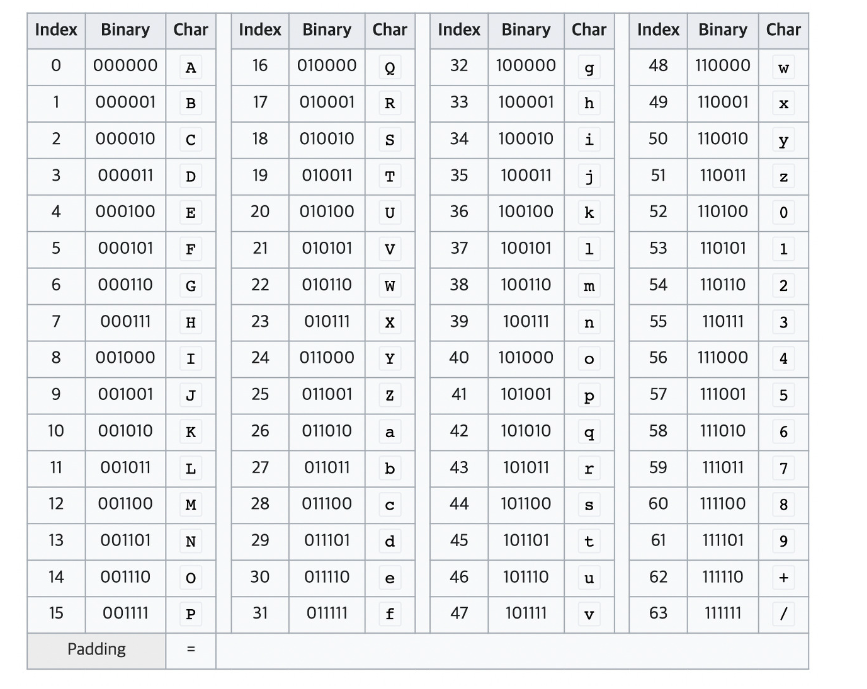 Index Binary Char Index Binary Char Index Binary Char Index Binary Char
0 000000 A 16 010000 Q 32 100000 g 48 110000 w
1 000001 B 17 010001 R 33 100001 h 49 110001 x
2 000010 C 18 010010 S 34 100010 i 50 110010 y
3 000011 D 19 010011 T 35 100011 j 51 110011 z
4 000100 E 20 010100 U 36 100100 k 52 110100 0
5 000101 F 21 010101 V 37 100101 l 53 110101 1
6 000110 G 22 010110 W 38 100110 m 54 110110 2
7 000111 H 23 010111 X 39 100111 n 55 110111 3
8 001000 I 24 011000 Y 40 101000 o 56 111000 4
9 001001 J 25 011001 Z 41 101001 p 57 111001 5
10 001010 K 26 011010 a 42 101010 q 58 111010 6
11 001011 L 27 011011 b 43 101011 r 59 111011 7
12 001100 M 28 011100 c 44 101100 s 60 111100 8
13 001101 N 29 011101 d 45 101101 t 61 111101 9
14 001110 O 30 011110 e 46 101110 u 62 111110 +
15 001111 P 31 011111 f 47 101111 v 63 111111 /
Padding =